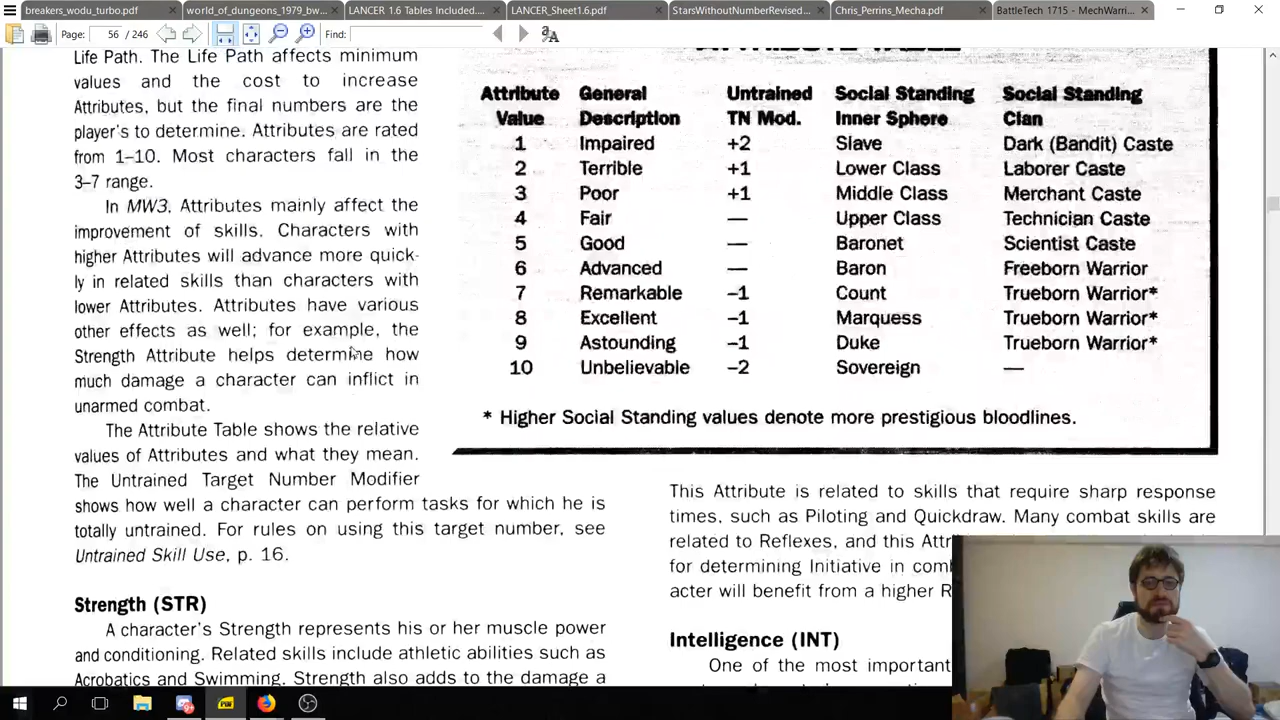 breakers_wodu_turbo.pdf
world_of_dungeons_1979_bw...
LANCER 1.6 Tables Included....
LANCER_Sheet1.6.pdf
StarsWithoutNumberRevised...
Chris_Perrins_Mecha.pdf
BattleTech 1715 - MechWarri...
Page: 56 / 246 Find:
Life Path. The Life Path affects minimum
values and the cost to increase
Attributes, but the final numbers are the
player's to determine. Attributes are rated
from 1–10. Most characters fall in the
3–7 range.
In MW3, Attributes mainly affect the
improvement of skills. Characters with
higher Attributes will advance more quick-
ly in related skills than characters with
lower Attributes. Attributes have various
other effects as well; for example, the
Strength Attribute helps determine how
much damage a character can inflict in
unarmed combat.
The Attribute Table shows the relative
values of Attributes and what they mean.
The Untrained Target Number Modifier
shows how well a character can perform tasks for which he is
totally untrained. For rules on using this target number, see
Untrained Skill Use, p. 16.
Strength (STR)
A character's Strength represents his or her muscle power
and conditioning. Related skills include athletic abilities such as
Acrobatics and Swimming. Strength also adds to the damage a
ATTRIBUTE TABLE
Attribute General Untrained Social Standing Social Standing
Value Description TN Mod. Inner Sphere Clan
1 Impaired +2 Slave Dark (Bandit) Caste
2 Terrible +1 Lower Class Laborer Caste
3 Poor +1 Middle Class Merchant Caste
4 Fair — Upper Class Technician Caste
5 Good — Baronet Scientist Caste
6 Advanced — Baron Freeborn Warrior
7 Remarkable –1 Count Trueborn Warrior*
8 Excellent –1 Marquess Trueborn Warrior*
9 Astounding –1 Duke Trueborn Warrior*
10 Unbelievable –2 Sovereign —
* Higher Social Standing values denote more prestigious bloodlines.
This Attribute is related to skills that require sharp response
times, such as Piloting and Quickdraw. Many combat skills are
related to Reflexes, and this Attr
for determining Initiative in com
acter will benefit from a higher R
Intelligence (INT)
One of the most important